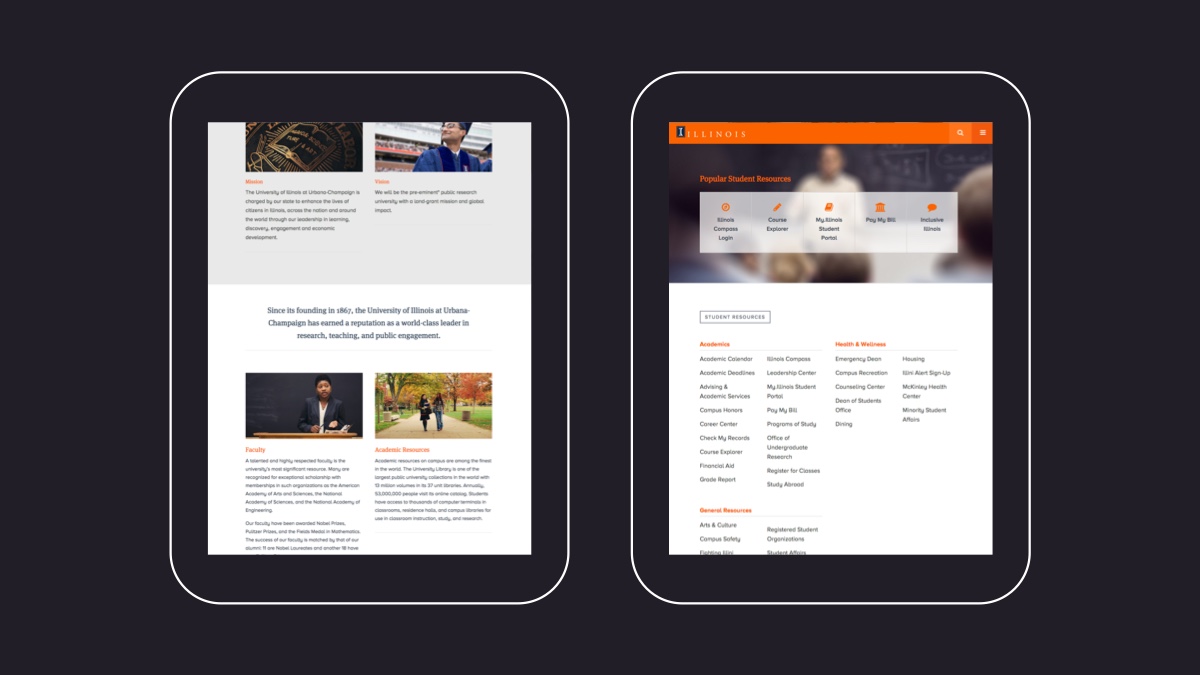 Mission
The University of Illinois at Urbana-Champaign is
charged by our state to enhance the lives of
citizens in Illinois, across the nation and around
the world through our leadership in learning,
discovery, engagement and economic
development.
Vision
We will be the pre-eminent* public research
university with a land-grant mission and global
impact.
Since its founding in 1867, the University of Illinois at Urbana-
Champaign has earned a reputation as a world-class leader in
research, teaching, and public engagement.
Faculty
A talented and highly respected faculty is the
university's most significant resource. Many are
recognized for exceptional scholarship with
memberships in such organizations as the American
Academy of Arts and Sciences, the National
Academy of Sciences, and the National Academy of
Engineering.
Our faculty have been awarded Nobel Prizes,
Pulitzer Prizes, and the Fields Medal in Mathematics.
The success of our faculty is matched by that of our
alumni: 11 are Nobel Laureates and another 18 have
Academic Resources
Academic resources on campus are among the finest
in the world. The University Library is one of the
largest public university collections in the world with
13 million volumes in its 37 unit libraries. Annually,
53,000,000 people visit its online catalog. Students
have access to thousands of computer terminals in
classrooms, residence halls, and campus libraries for
use in classroom instruction, study, and research.
I ILLINOIS
Popular Student Resources
Illinois
Compass
Login
Course
Explorer
My.Illinois
Student
Portal
Pay My Bill
Inclusive
Illinois
STUDENT RESOURCES
Academics
Academic Calendar
Academic Deadlines
Advising &
Academic Services
Campus Honors
Career Center
Check My Records
Course Explorer
Financial Aid
Grade Report
Illinois Compass
Leadership Center
My.Illinois Student
Portal
Pay My Bill
Programs of Study
Office of
Undergraduate
Research
Register for Classes
Study Abroad
Health & Wellness
Emergency Dean
Campus Recreation
Counseling Center
Dean of Students
Office
Dining
Housing
Illini Alert Sign-Up
McKinley Health
Center
Minority Student
Affairs
General Resources
Arts & Culture
Campus Safety
Fighting Illini
Registered Student
Organizations
Student Affairs